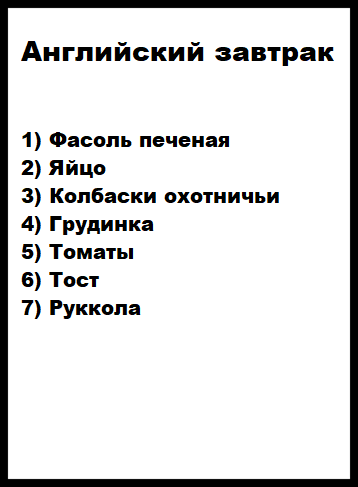 Английский завтрак
1) Фасоль печеная
2) Яйцо
3) Колбаски охотничьи
4) Грудинка
5) Томаты
6) Тост
7) Руккола